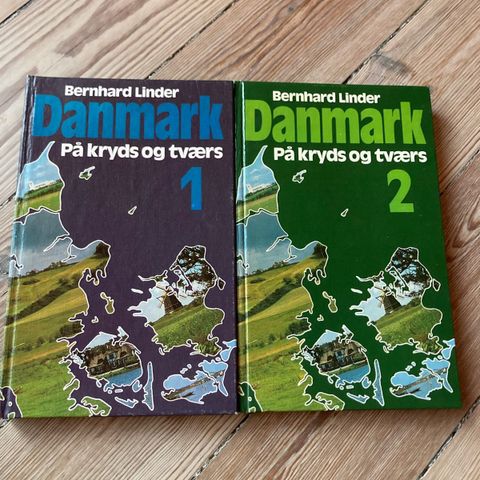 Bernhard Linder
Danmark
På kryds og tværs
1
Bernhard Linder
Danmark
På kryds og tværs
2